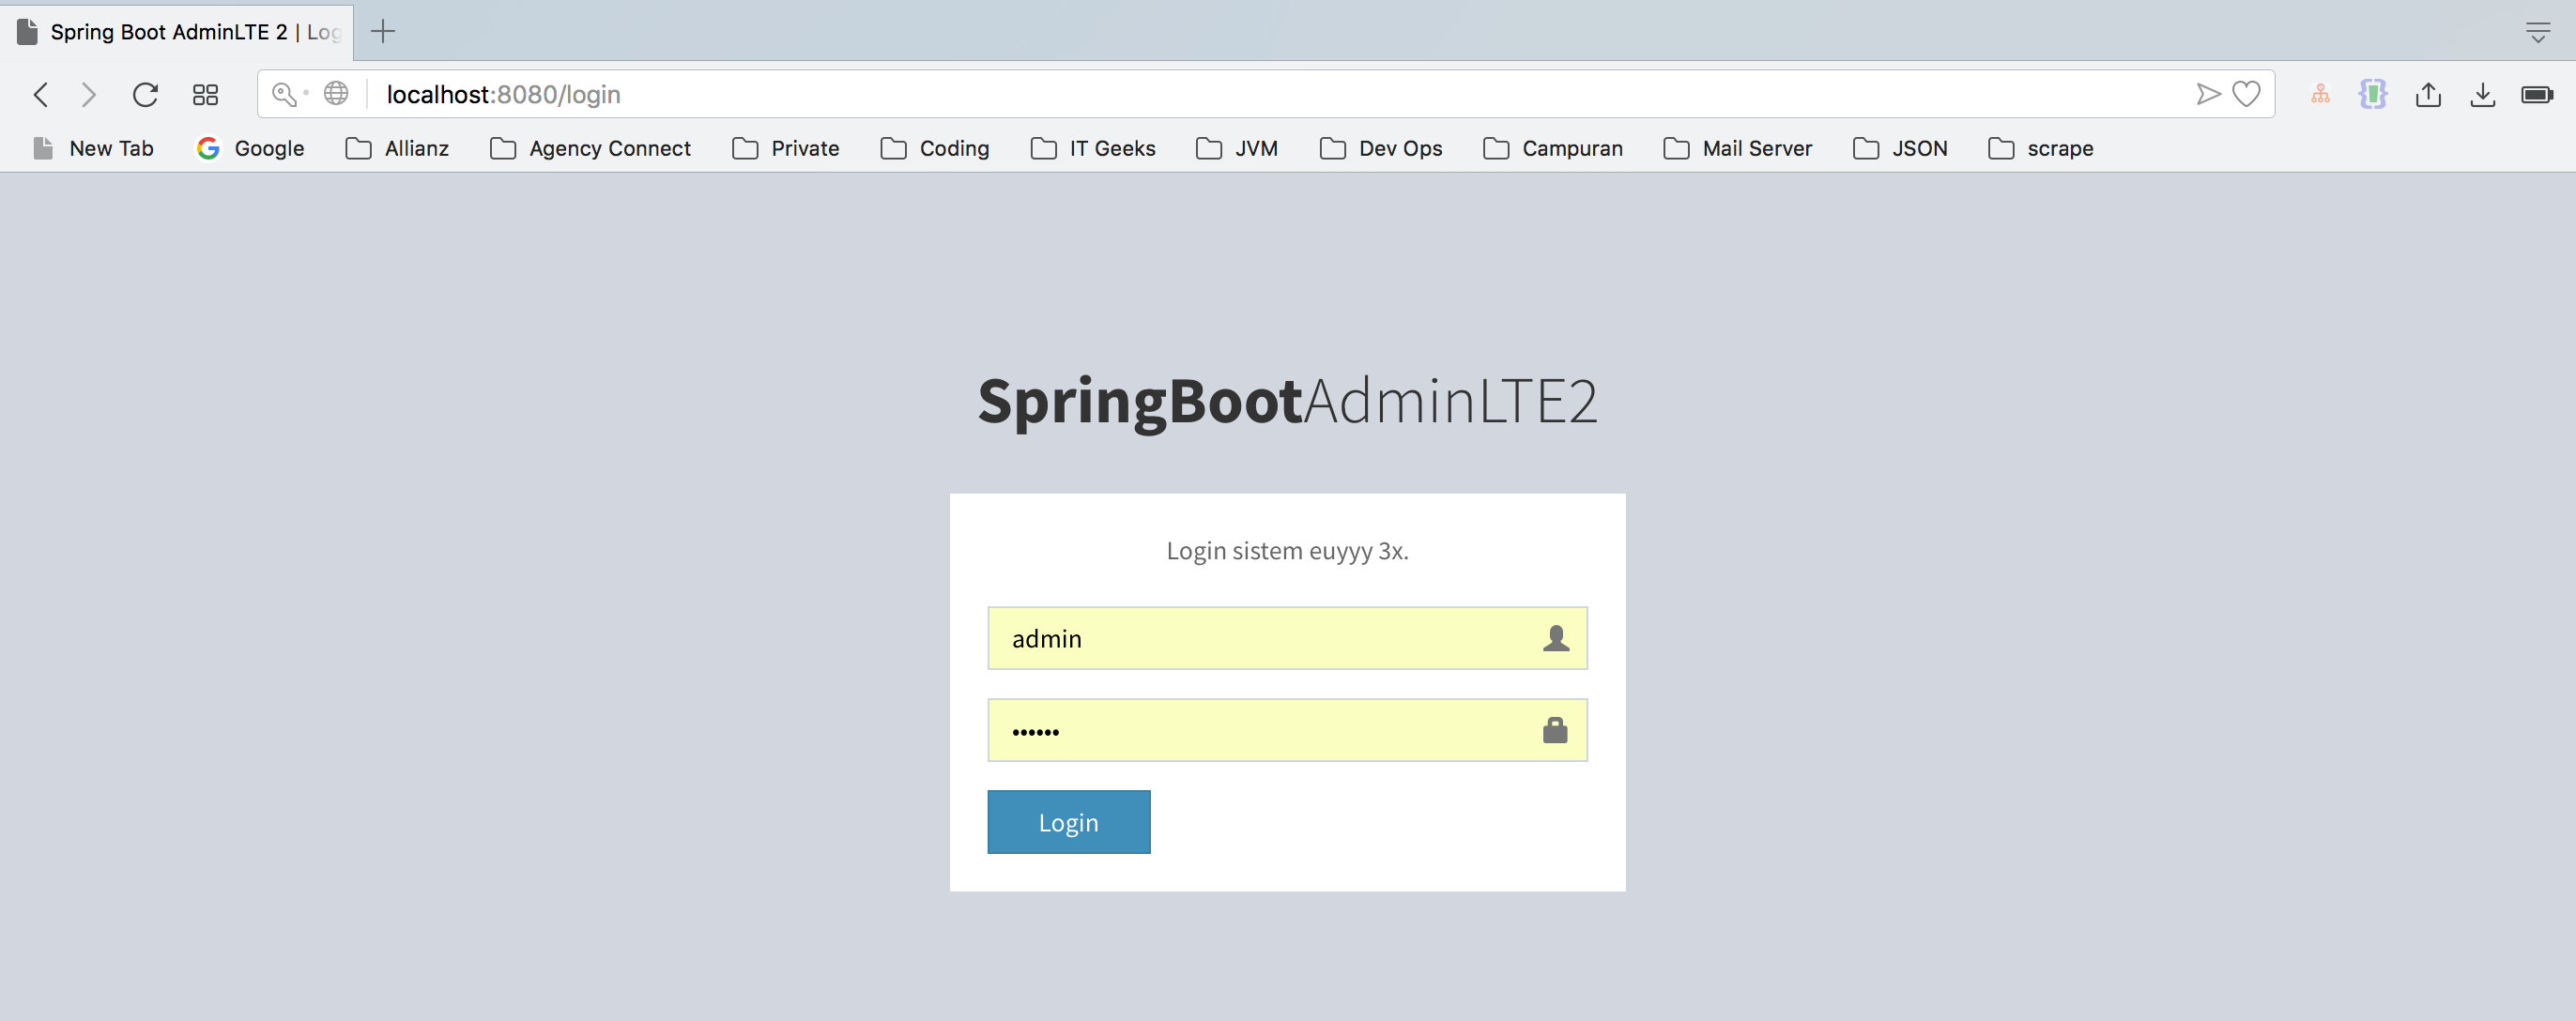 Spring Boot AdminLTE 2 | Log
localhost:8080/login
New Tab Google Allianz Agency Connect Private Coding IT Geeks JVM Dev Ops Campuran Mail Server JSON scrape
SpringBootAdminLTE2
Login sistem euyyy 3x.
admin
••••••
Login